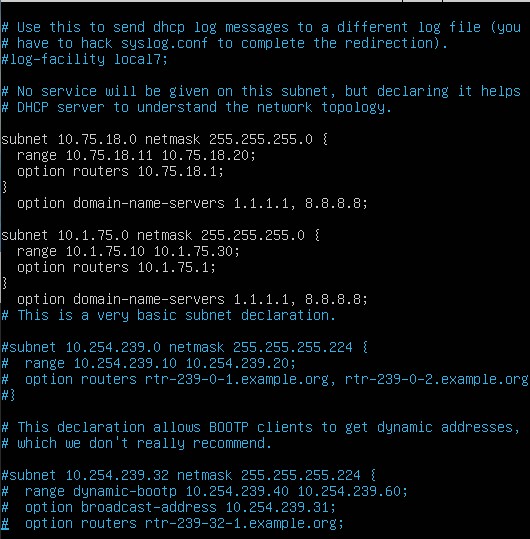 # Use this to send dhcp log messages to a different log file (you
# have to hack syslog.conf to complete the redirection).
#log-facility local7;
# No service will be given on this subnet, but declaring it helps
# DHCP server to understand the network topology.
subnet 10.75.18.0 netmask 255.255.255.0 {
  range 10.75.18.11 10.75.18.20;
  option routers 10.75.18.1;
}
  option domain-name-servers 1.1.1.1, 8.8.8.8;
subnet 10.1.75.0 netmask 255.255.255.0 {
  range 10.1.75.10 10.1.75.30;
  option routers 10.1.75.1;
}
  option domain-name-servers 1.1.1.1, 8.8.8.8;
# This is a very basic subnet declaration.
#subnet 10.254.239.0 netmask 255.255.255.224 {
#  range 10.254.239.10 10.254.239.20;
#  option routers rtr-239-0-1.example.org, rtr-239-0-2.example.org
#}
# This declaration allows BOOTP clients to get dynamic addresses,
# which we don't really recommend.
#subnet 10.254.239.32 netmask 255.255.255.224 {
#  range dynamic-bootp 10.254.239.40 10.254.239.60;
#  option broadcast-address 10.254.239.31;
#  option routers rtr-239-32-1.example.org;